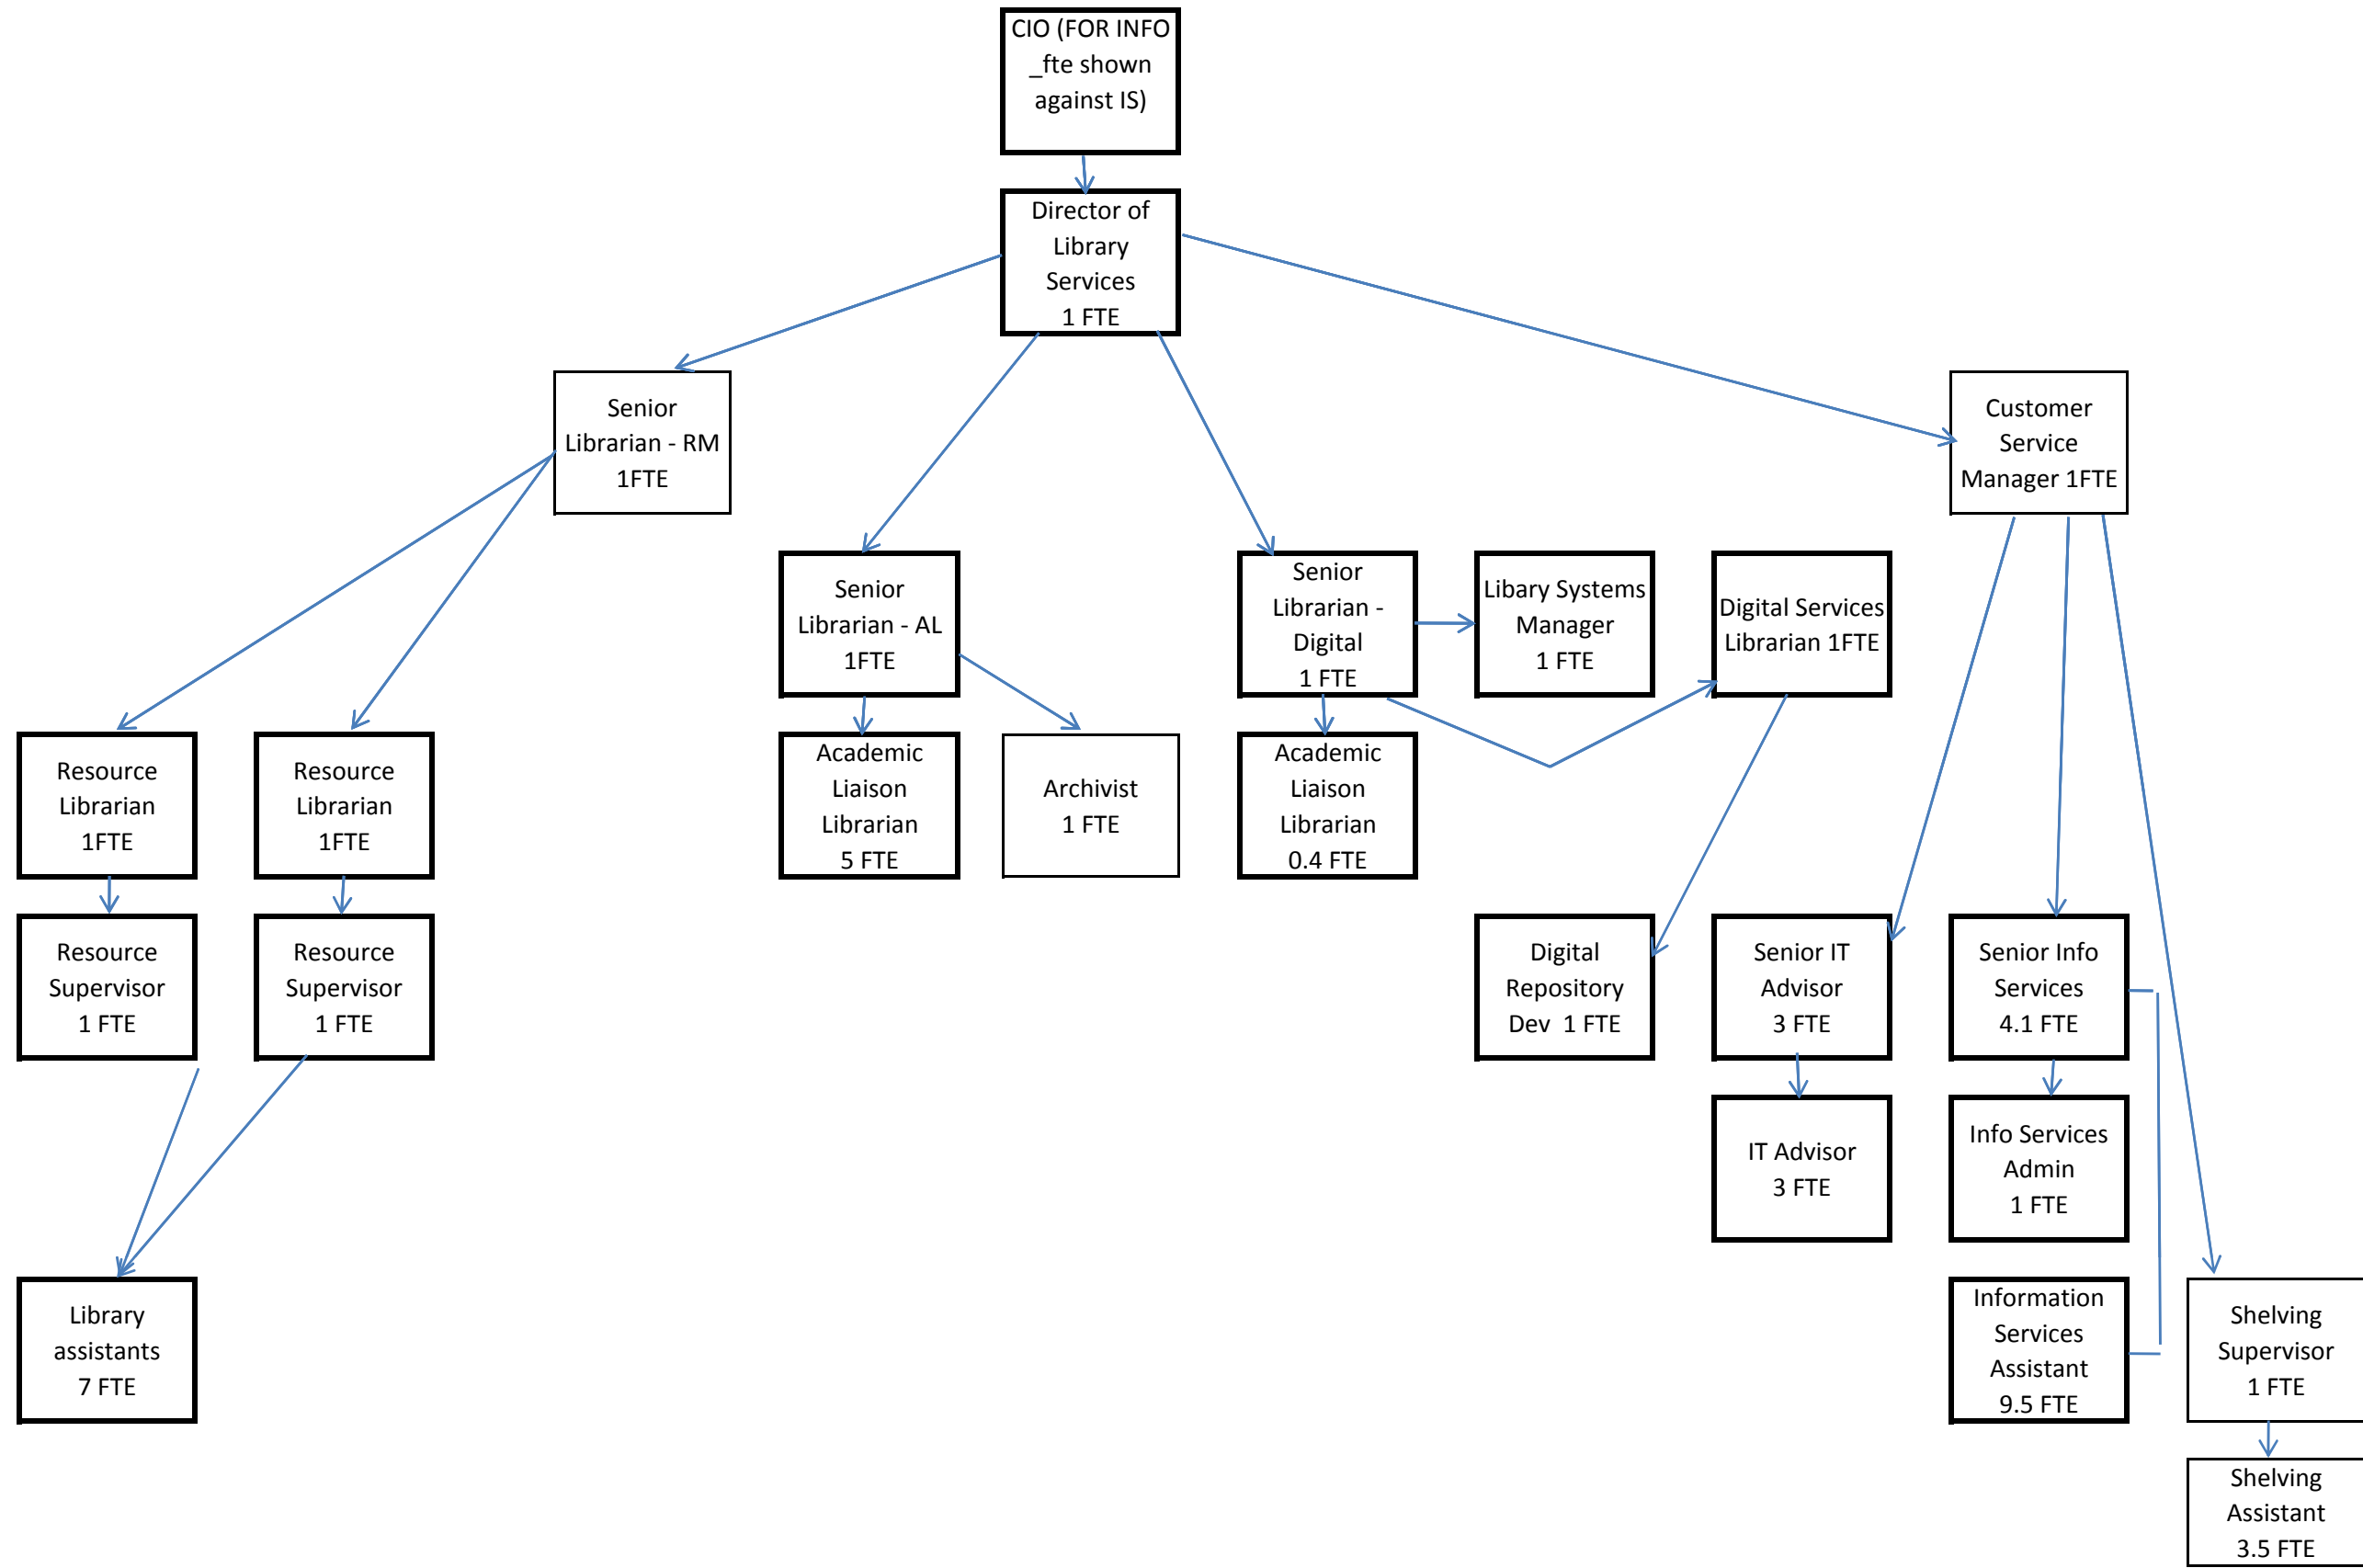 CIO (FOR INFO
_fte shown
against IS)
Director of
Library
Services
1 FTE
Senior
Librarian - RM
1FTE
Customer
Service
Manager 1FTE
Senior
Librarian - AL
1FTE
Senior
Librarian -
Digital
1 FTE
Libary Systems
Manager
1 FTE
Digital Services
Librarian 1FTE
Resource
Librarian
1FTE
Resource
Librarian
1FTE
Academic
Liaison
Librarian
5 FTE
Archivist
1 FTE
Academic
Liaison
Librarian
0.4 FTE
Resource
Supervisor
1 FTE
Resource
Supervisor
1 FTE
Digital
Repository
Dev  1 FTE
Senior IT
Advisor
3 FTE
Senior Info
Services
4.1 FTE
IT Advisor
3 FTE
Info Services
Admin
1 FTE
Library
assistants
7 FTE
Information
Services
Assistant
9.5 FTE
Shelving
Supervisor
1 FTE
Shelving
Assistant
3.5 FTE